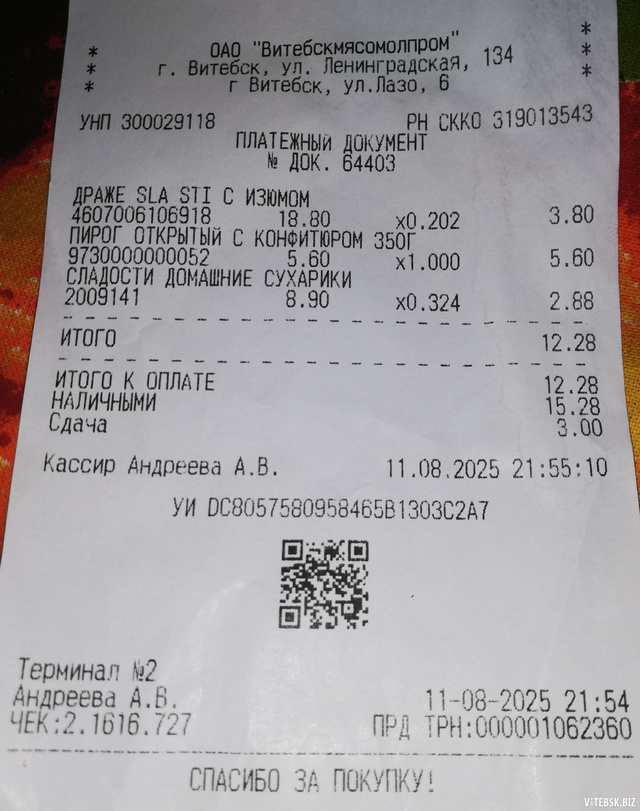 * ОАО "Витебскмясомолпром" *
* г. Витебск, ул. Ленинградская, 134 *
* г Витебск, ул.Лазо, 6 *
УНП 300029118 РН СККО 319013543
ПЛАТЕЖНЫЙ ДОКУМЕНТ
№ ДОК. 64403
ДРАЖЕ SLA STI С ИЗЮМОМ
4607006106918 18.80 x0.202 3.80
ПИРОГ ОТКРЫТЫЙ С КОНФИТЮРОМ 350Г
9730000000052 5.60 x1.000 5.60
СЛАДОСТИ ДОМАШНИЕ СУХАРИКИ
2009141 8.90 x0.324 2.88
ИТОГО 12.28
ИТОГО К ОПЛАТЕ 12.28
НАЛИЧНЫМИ 15.28
Сдача 3.00
Кассир Андреева А.В. 11.08.2025 21:55:10
УИ DC8057580958465B1303C2A7
Терминал №2
Андреева А.В. 11-08-2025 21:54
ЧЕК:2.1616.727 ПРД ТРН:000001062360
СПАСИБО ЗА ПОКУПКУ!
VITEBSK.BIZ